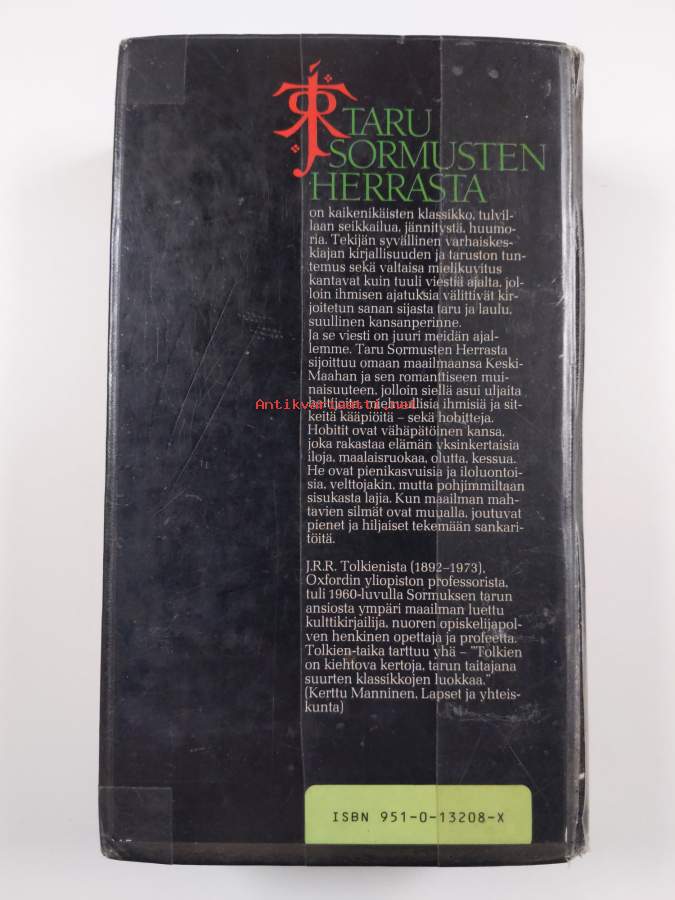 TARU
SORMUSTEN
HERRASTA
on kaikenikäisten klassikko, tulvil-
laan seikkailua, jännitystä, huumo-
ria. Tekijän syvällinen varhaiskes-
kiajan kirjallisuuden ja taruston tun-
temus sekä valtaisa mielikuvitus
kantavat kuin tuuli viestiä ajalta, jol-
loin ihmisen ajatuksia välittivät kir-
joitetun sanan sijasta taru ja laulu,
suullinen kansanperinne.
Ja se viesti on juuri meidän ajal-
lemme. Taru Sormusten Herrasta
sijoittuu omaan maailmaansa Keski-
Maahan ja sen romanttiseen mui-
naisuuteen, jolloin siellä asui uljaita
Antikvariaatti.net
ihmisiä ja sit-
keitä kääpiöitä – sekä hobitteja.
Hobitit ovat vähäpätöinen kansa,
joka rakastaa elämän yksinkertaisia
iloja, maalaisruokaa, olutta, kessua.
He ovat pienikasvuisia ja iloluontoi-
sia, velttojakin, mutta pohjimmiltaan
sisukasta lajia. Kun maailman mah-
tavien silmät ovat muualla, joutuvat
pienet ja hiljaiset tekemään sankari-
töitä.
J.R.R. Tolkienista (1892–1973),
Oxfordin yliopiston professorista,
tuli 1960-luvulla Sormuksen tarun
ansiosta ympäri maailman luettu
kulttikirjailija, nuoren opiskelijapol-
ven henkinen opettaja ja profeetta.
Tolkien-taika tarttuu yhä – "Tolkien
on kiehtova kertoja, tarun taitajana
suurten klassikkojen luokkaa."
(Kerttu Manninen, Lapset ja yhteis-
kunta)
ISBN 951-0-13208-X